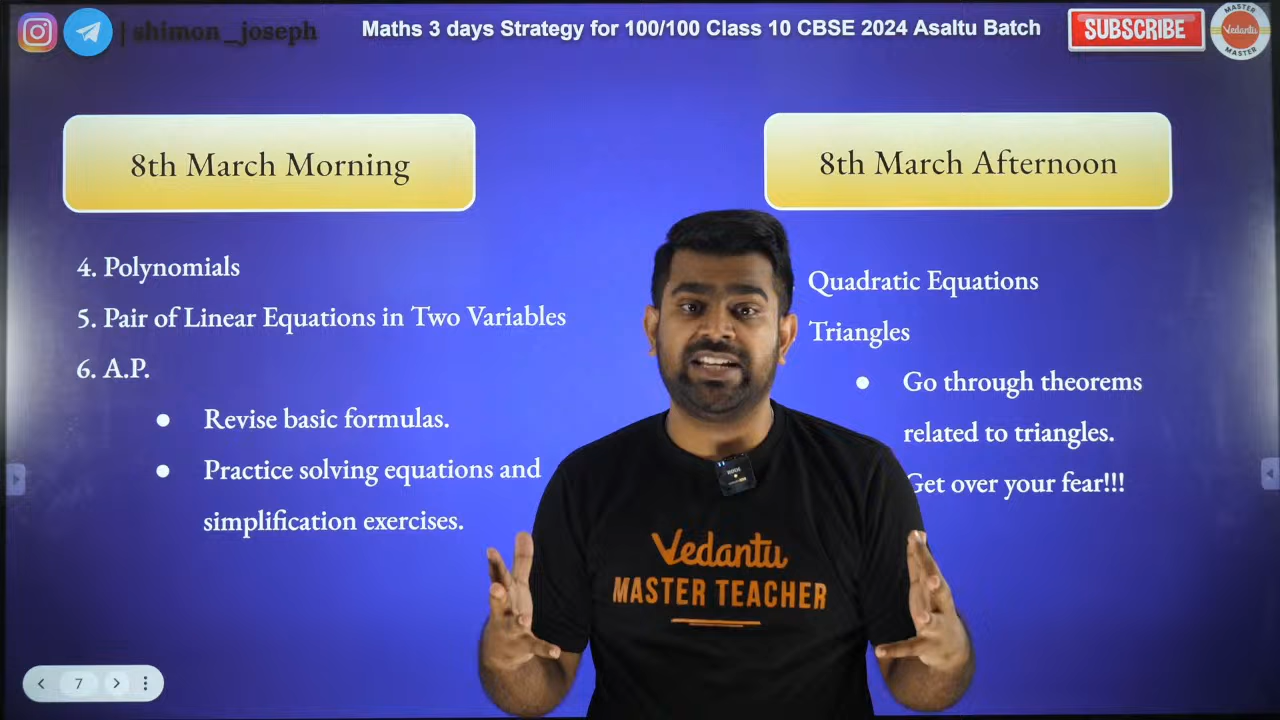 | shimon_joseph
Maths 3 days Strategy for 100/100 Class 10 CBSE 2024 Asaltu Batch
SUBSCRIBE
MASTER
Vedantu
MASTER
8th March Morning
4. Polynomials
5. Pair of Linear Equations in Two Variables
6. A.P.
● Revise basic formulas.
● Practice solving equations and
simplification exercises.
8th March Afternoon
Quadratic Equations
Triangles
● Go through theorems
related to triangles.
Get over your fear!!!
Vedantu
MASTER TEACHER
7